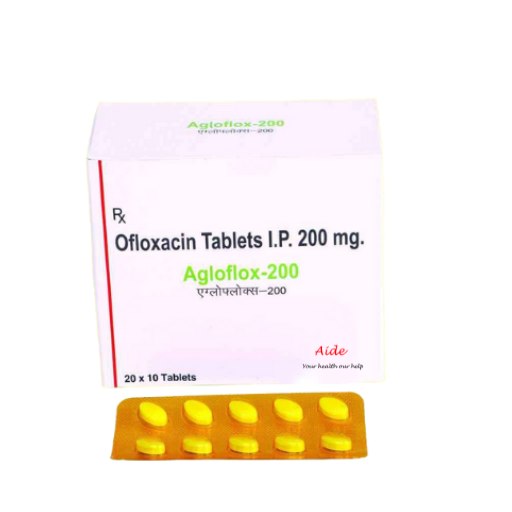 Agloflox-200
एग्लोफ्लोक्स-200
Rx
Ofloxacin Tablets I.P. 200 mg.
Agloflox-200
एग्लोफ्लोक्स-200
Aide
Your health our help
20 x 10 Tablets